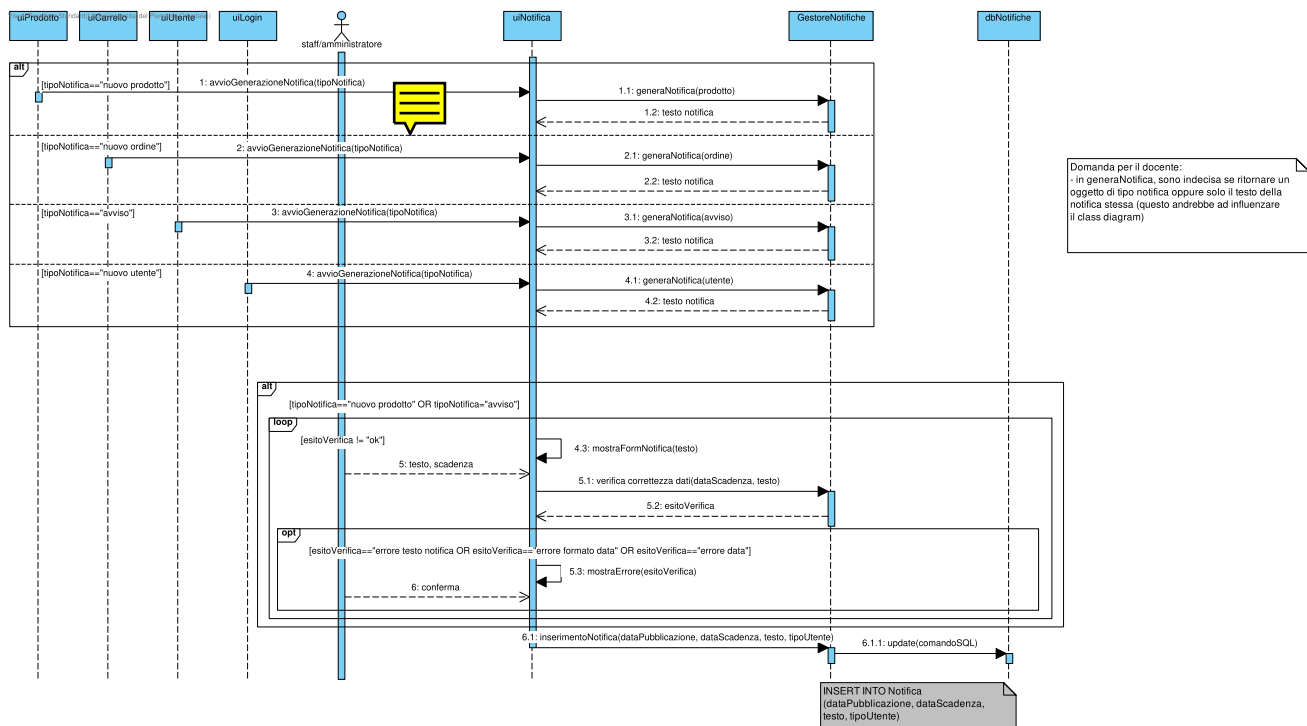 uiProdotto
uiCarrello
uiUtente
uiLogin
staff/amministratore
uiNotifica
GestoreNotifiche
dbNotifiche
alt
[tipoNotifica=="nuovo prodotto"]
1: avvioGenerazioneNotifica(tipoNotifica)
1.1: generaNotifica(prodotto)
1.2: testo notifica
[tipoNotifica=="nuovo ordine"]
2: avvioGenerazioneNotifica(tipoNotifica)
2.1: generaNotifica(ordine)
2.2: testo notifica
[tipoNotifica=="avviso"]
3: avvioGenerazioneNotifica(tipoNotifica)
3.1: generaNotifica(avviso)
3.2: testo notifica
[tipoNotifica=="nuovo utente"]
4: avvioGenerazioneNotifica(tipoNotifica)
4.1: generaNotifica(utente)
4.2: testo notifica
Domanda per il docente:
- in generaNotifica, sono indecisa se ritornare un
oggetto di tipo notifica oppure solo il testo della
notifica stessa (questo andrebbe ad influenzare
il class diagram)
alt
[tipoNotifica=="nuovo prodotto" OR tipoNotifica="avviso"]
loop
[esitoVerifica != "ok"]
4.3: mostraFormNotifica(testo)
5: testo, scadenza
5.1: verifica correttezza dati(dataScadenza, testo)
5.2: esitoVerifica
opt
[esitoVerifica=="errore testo notifica OR esitoVerifica=="errore formato data" OR esitoVerifica=="errore data"]
5.3: mostraErrore(esitoVerifica)
6: conferma
6.1: inserimentoNotifica(dataPubblicazione, dataScadenza, testo, tipoUtente)
6.1.1: update(comandoSQL)
INSERT INTO Notifica
(dataPubblicazione, dataScadenza,
testo, tipoUtente)